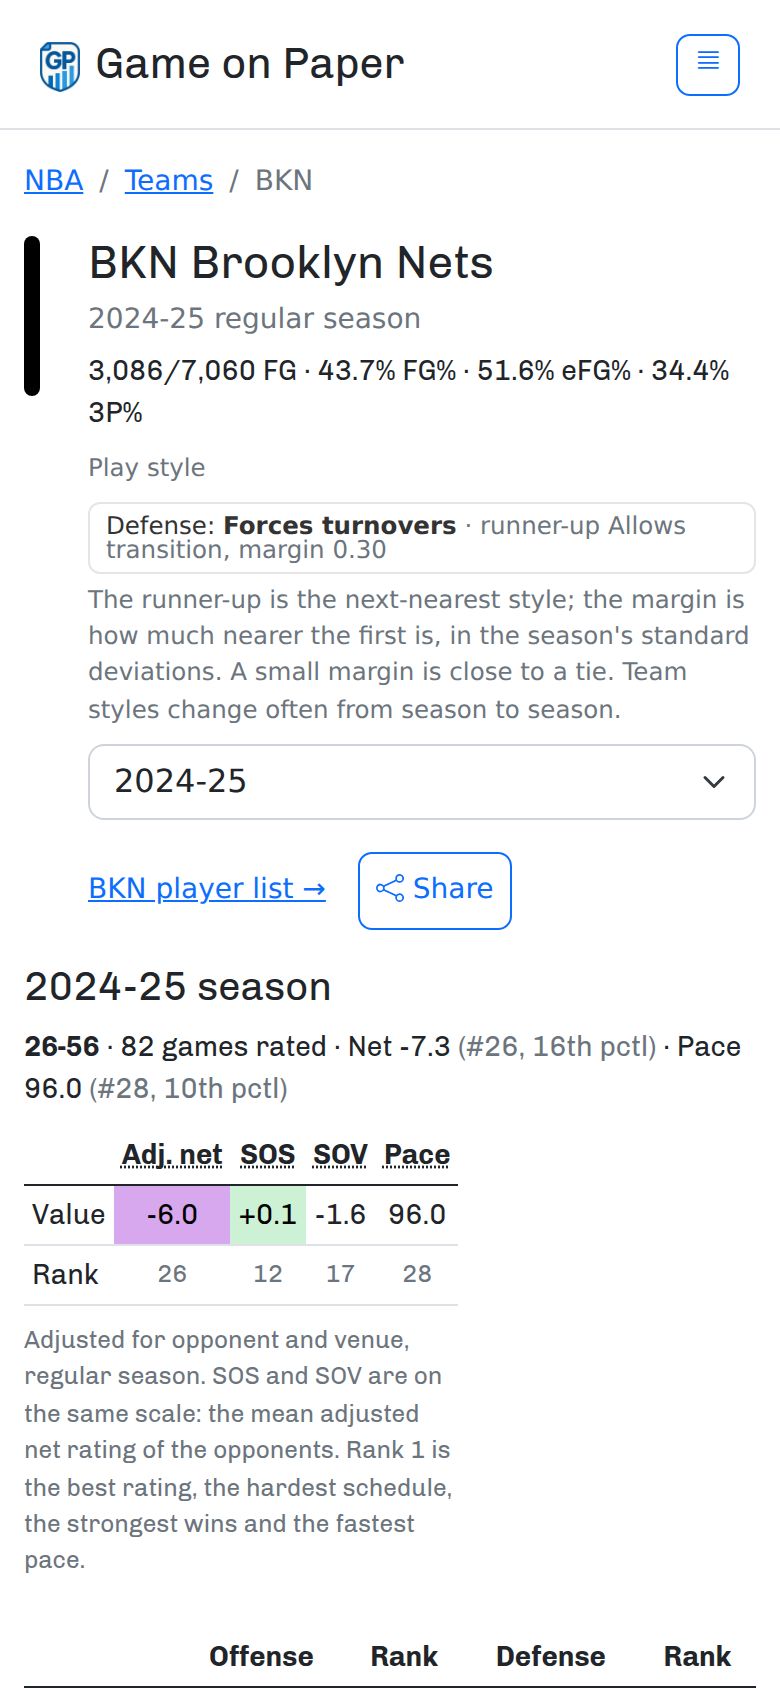 GP Game on Paper
NBA / Teams / BKN
BKN Brooklyn Nets
2024-25 regular season
3,086/7,060 FG · 43.7% FG% · 51.6% eFG% · 34.4%
3P%
Play style
Defense: Forces turnovers · runner-up Allows
transition, margin 0.30
The runner-up is the next-nearest style; the margin is
how much nearer the first is, in the season's standard
deviations. A small margin is close to a tie. Team
styles change often from season to season.
2024-25
BKN player list →
Share
2024-25 season
26-56 · 82 games rated · Net -7.3 (#26, 16th pctl) · Pace
96.0 (#28, 10th pctl)
Adj. net SOS SOV Pace
Value -6.0 +0.1 -1.6 96.0
Rank 26 12 17 28
Adjusted for opponent and venue,
regular season. SOS and SOV are on
the same scale: the mean adjusted
net rating of the opponents. Rank 1 is
the best rating, the hardest schedule,
the strongest wins and the fastest
pace.
Offense Rank Defense Rank